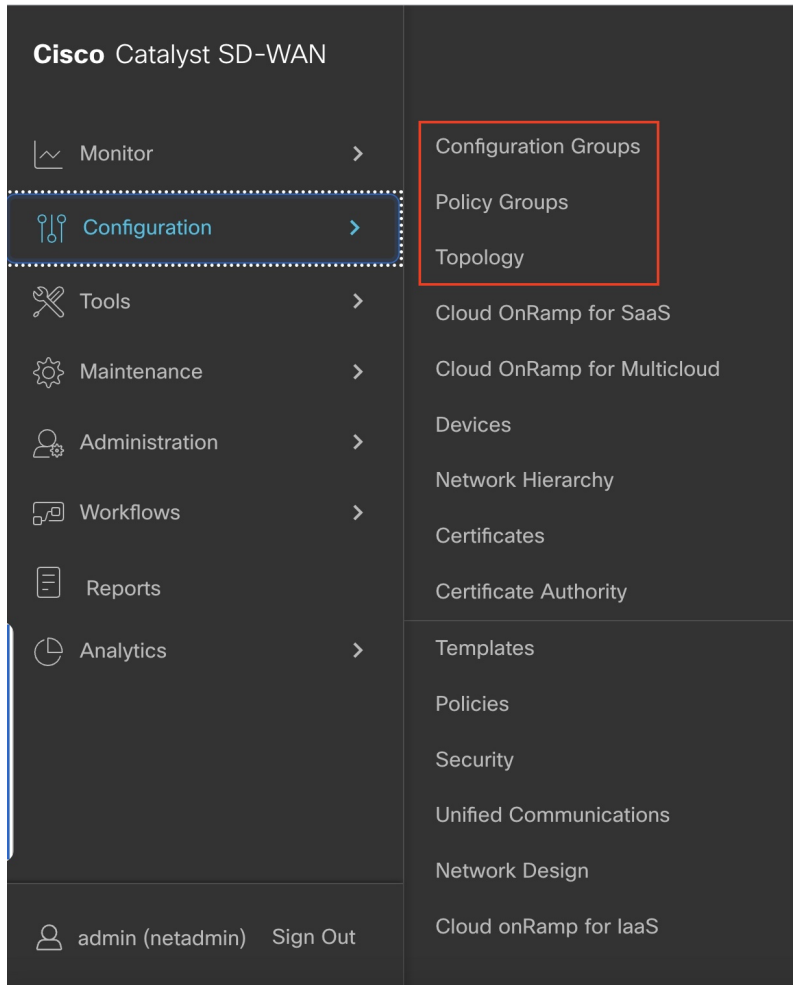 Cisco Catalyst SD-WAN
Monitor
Configuration
Tools
Maintenance
Administration
Workflows
Reports
Analytics
admin (netadmin) Sign Out
Configuration Groups
Policy Groups
Topology
Cloud OnRamp for SaaS
Cloud OnRamp for Multicloud
Devices
Network Hierarchy
Certificates
Certificate Authority
Templates
Policies
Security
Unified Communications
Network Design
Cloud onRamp for IaaS